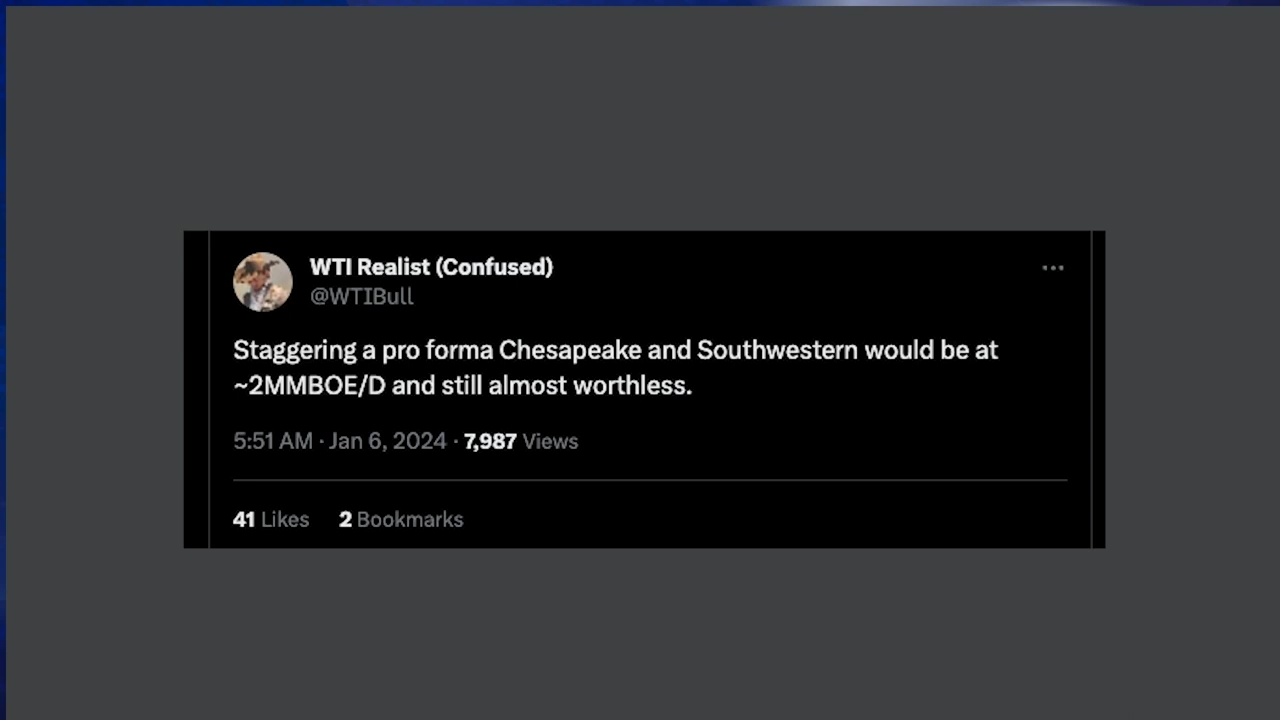 WTI Realist (Confused)
@WTIBull
Staggering a pro forma Chesapeake and Southwestern would be at
~2MMBOE/D and still almost worthless.
5:51 AM · Jan 6, 2024 · 7,987 Views
41 Likes 2 Bookmarks